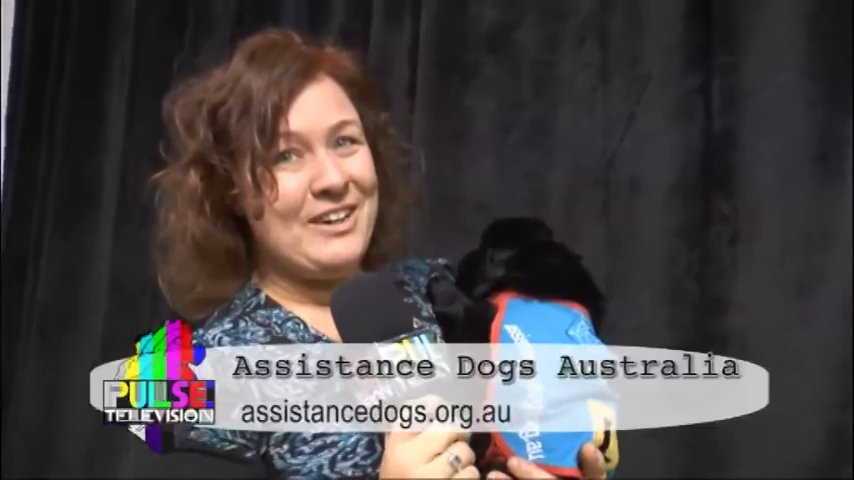 Assistance Dogs Australia
assistancedogs.org.au
PULSE
TELEVISION